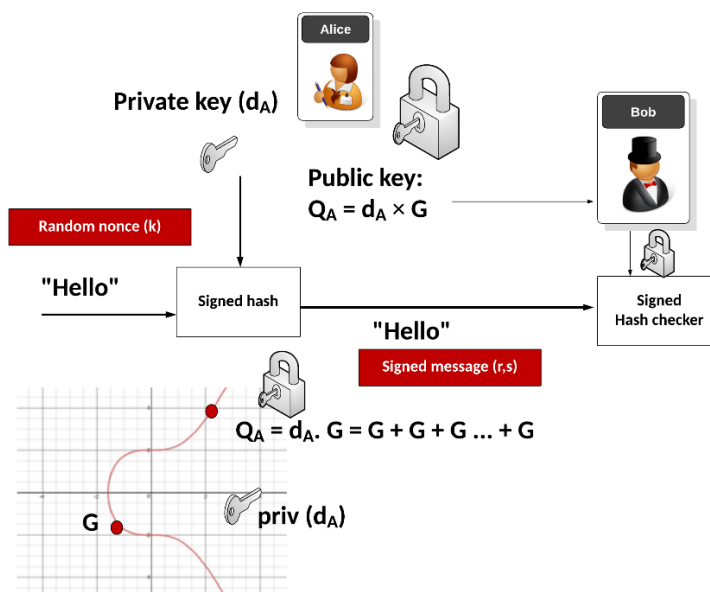 Alice
Private key (dA)
Bob
Public key:
QA = dA × G
Random nonce (k)
"Hello"
Signed hash
Signed
Hash checker
"Hello"
Signed message (r,s)
QA = dA. G = G + G + G ... + G
G
priv (dA)